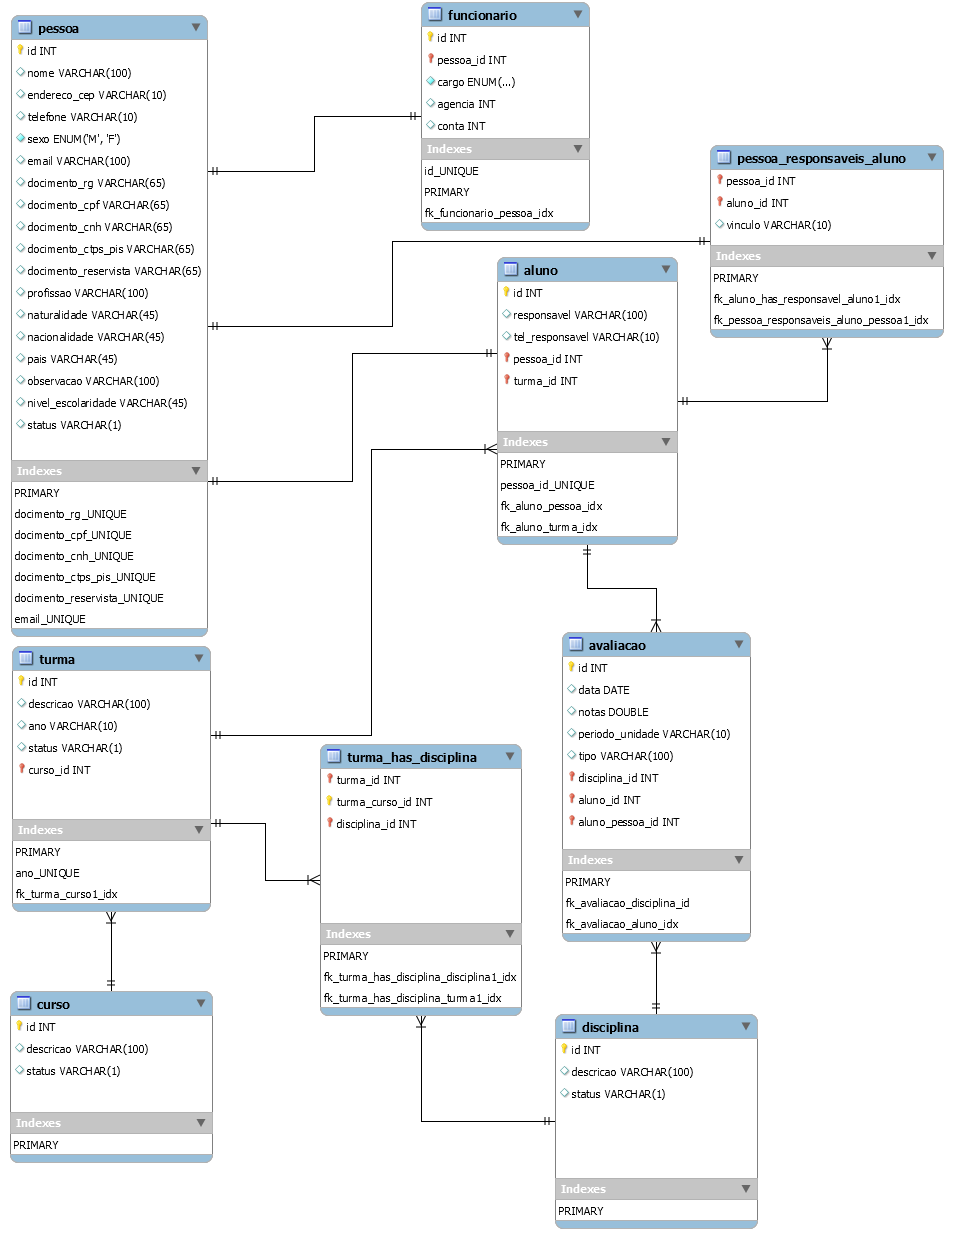 pessoa
id INT
nome VARCHAR(100)
endereco_cep VARCHAR(10)
telefone VARCHAR(10)
sexo ENUM('M', 'F')
email VARCHAR(100)
docimento_rg VARCHAR(65)
docimento_cpf VARCHAR(65)
docimento_cnh VARCHAR(65)
docimento_ctps_pis VARCHAR(65)
docimento_reservista VARCHAR(65)
profissao VARCHAR(100)
naturalidade VARCHAR(45)
nacionalidade VARCHAR(45)
pais VARCHAR(45)
observacao VARCHAR(100)
nivel_escolaridade VARCHAR(45)
status VARCHAR(1)
Indexes
PRIMARY
docimento_rg_UNIQUE
docimento_cpf_UNIQUE
docimento_cnh_UNIQUE
docimento_ctps_pis_UNIQUE
docimento_reservista_UNIQUE
email_UNIQUE
funcionario
id INT
pessoa_id INT
cargo ENUM(...)
agencia INT
conta INT
Indexes
id_UNIQUE
PRIMARY
fk_funcionario_pessoa_idx
pessoa_responsaveis_aluno
pessoa_id INT
aluno_id INT
vinculo VARCHAR(10)
Indexes
PRIMARY
fk_aluno_has_responsavel_aluno1_idx
fk_pessoa_responsaveis_aluno_pessoa1_idx
aluno
id INT
responsavel VARCHAR(100)
tel_responsavel VARCHAR(10)
pessoa_id INT
turma_id INT
Indexes
PRIMARY
pessoa_id_UNIQUE
fk_aluno_pessoa_idx
fk_aluno_turma_idx
turma
id INT
descricao VARCHAR(100)
ano VARCHAR(10)
status VARCHAR(1)
curso_id INT
Indexes
PRIMARY
ano_UNIQUE
fk_turma_curso1_idx
turma_has_disciplina
turma_id INT
turma_curso_id INT
disciplina_id INT
Indexes
PRIMARY
fk_turma_has_disciplina_disciplina1_idx
fk_turma_has_disciplina_turma1_idx
avaliacao
id INT
data DATE
notas DOUBLE
periodo_unidade VARCHAR(10)
tipo VARCHAR(100)
disciplina_id INT
aluno_id INT
aluno_pessoa_id INT
Indexes
PRIMARY
fk_avaliacao_disciplina_id
fk_avaliacao_aluno_idx
curso
id INT
descricao VARCHAR(100)
status VARCHAR(1)
Indexes
PRIMARY
disciplina
id INT
descricao VARCHAR(100)
status VARCHAR(1)
Indexes
PRIMARY